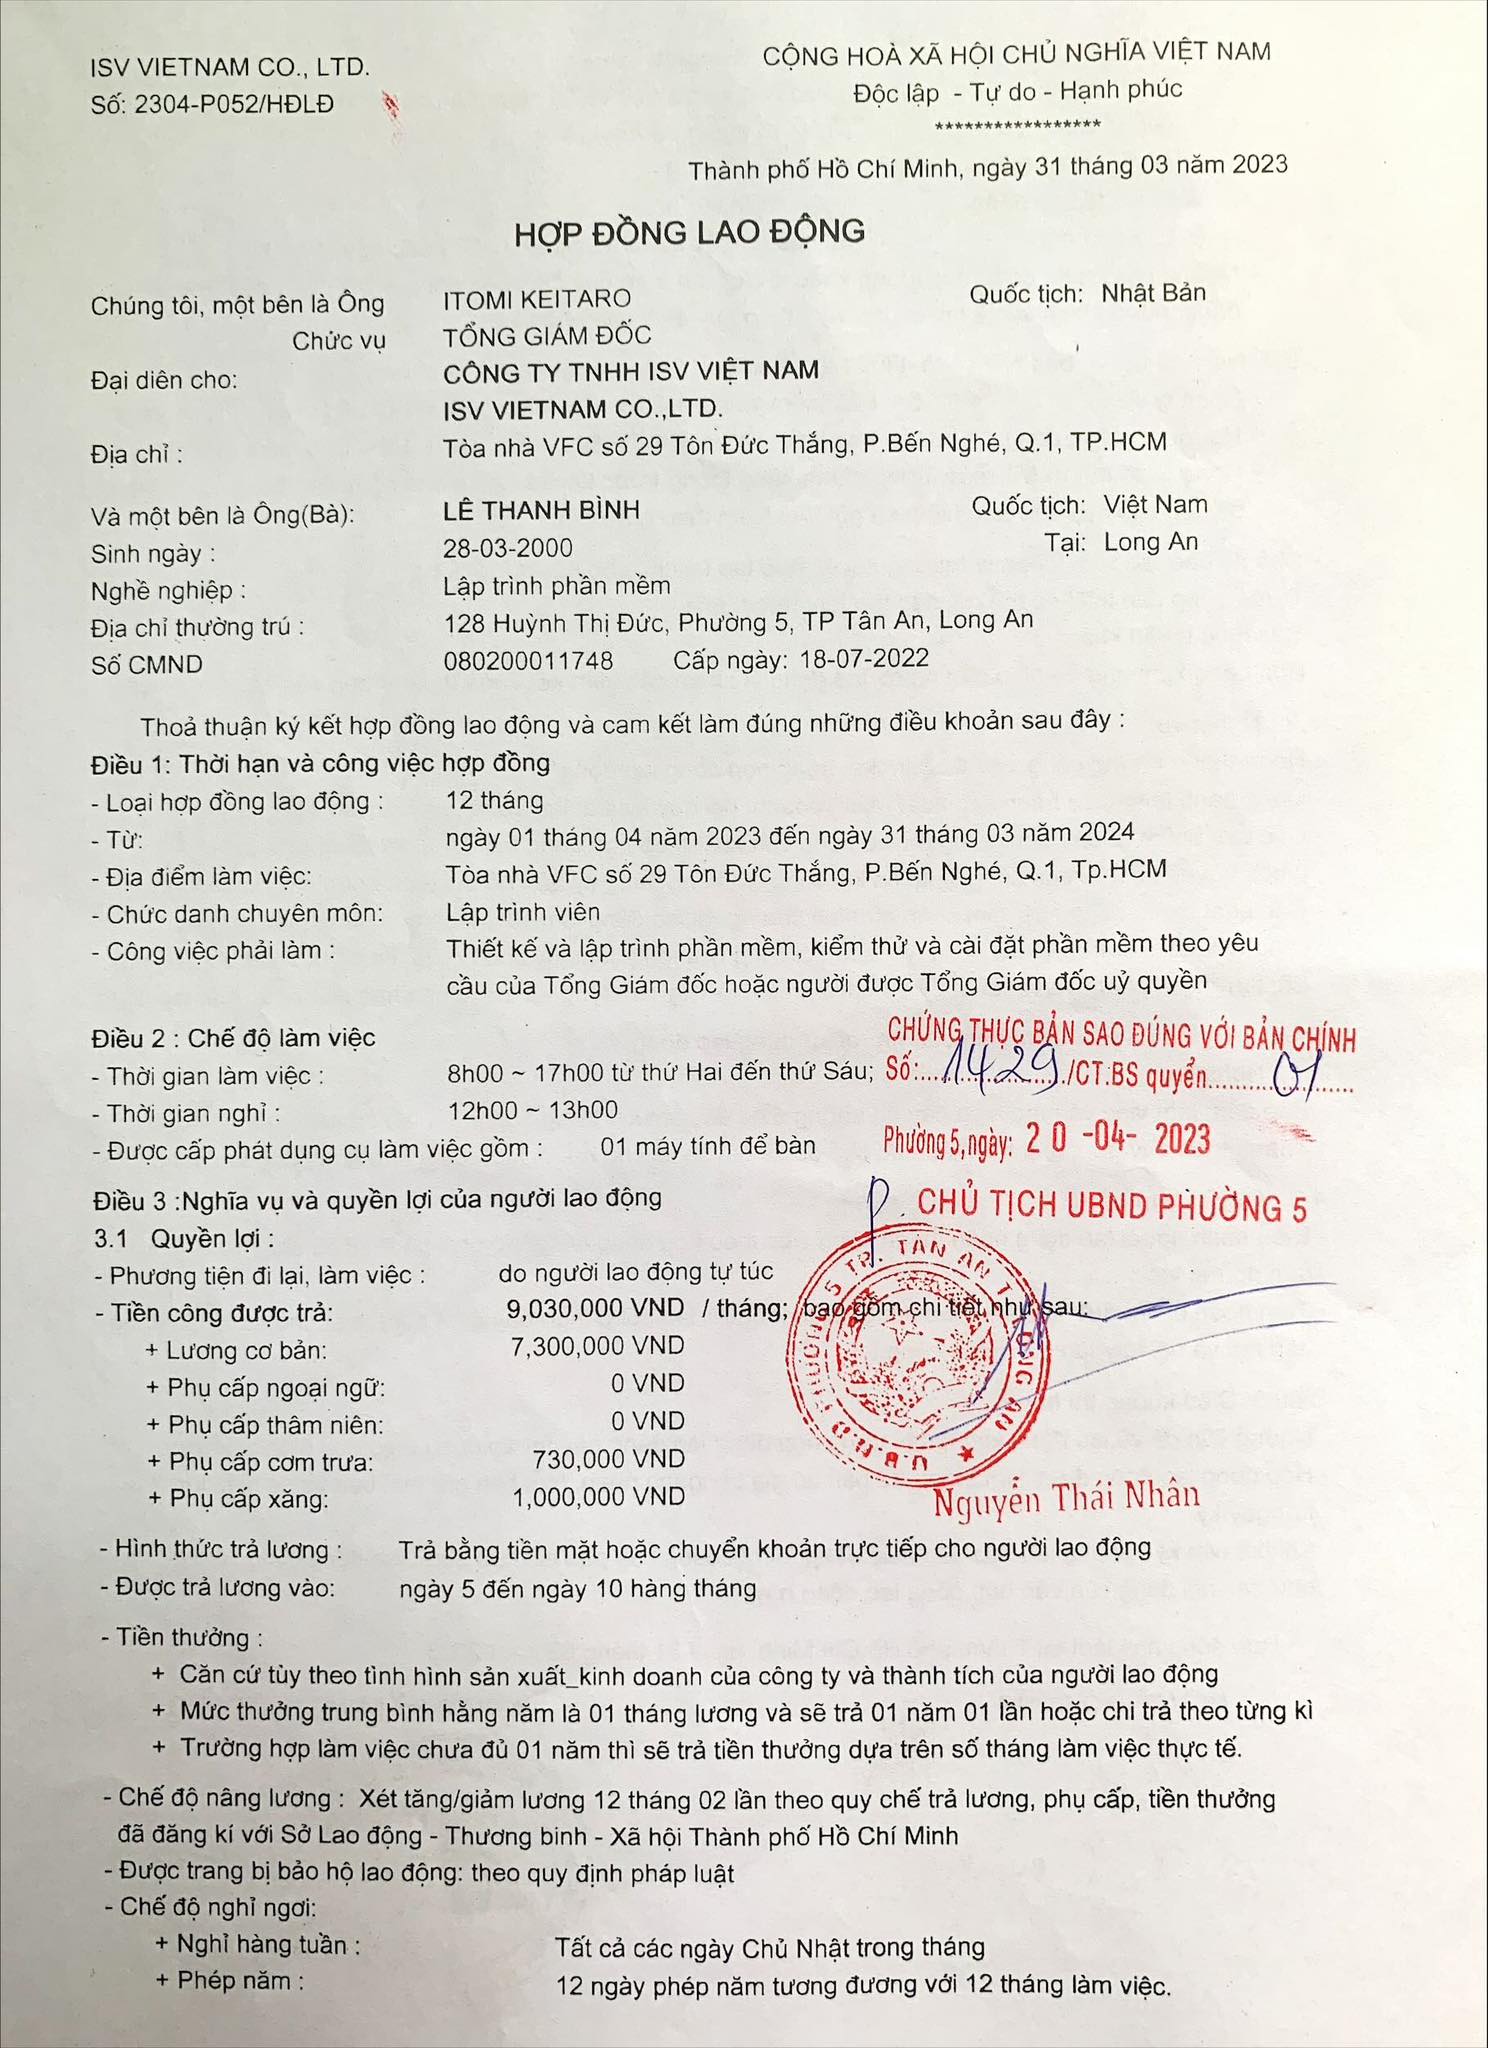 ISV VIETNAM CO., LTD.
Số: 2304-P052/HĐLĐ
CỘNG HOÀ XÃ HỘI CHỦ NGHĨA VIỆT NAM
Độc lập - Tự do - Hạnh phúc
*****************
Thành phố Hồ Chí Minh, ngày 31 tháng 03 năm 2023
HỢP ĐỒNG LAO ĐỘNG
Chúng tôi, một bên là Ông ITOMI KEITARO Quốc tịch: Nhật Bản
Chức vụ TỔNG GIÁM ĐỐC
Đại diên cho: CÔNG TY TNHH ISV VIỆT NAM
ISV VIETNAM CO.,LTD.
Địa chỉ : Tòa nhà VFC số 29 Tôn Đức Thắng, P.Bến Nghé, Q.1, TP.HCM
Và một bên là Ông(Bà): LÊ THANH BÌNH Quốc tịch: Việt Nam
Sinh ngày : 28-03-2000 Tại: Long An
Nghề nghiệp : Lập trình phần mềm
Địa chỉ thường trú : 128 Huỳnh Thị Đức, Phường 5, TP Tân An, Long An
Số CMND 080200011748 Cấp ngày: 18-07-2022
Thoả thuận ký kết hợp đồng lao động và cam kết làm đúng những điều khoản sau đây :
Điều 1: Thời hạn và công việc hợp đồng
- Loại hợp đồng lao động : 12 tháng
- Từ: ngày 01 tháng 04 năm 2023 đến ngày 31 tháng 03 năm 2024
- Địa điểm làm việc: Tòa nhà VFC số 29 Tôn Đức Thắng, P.Bến Nghé, Q.1, Tp.HCM
- Chức danh chuyên môn: Lập trình viên
- Công việc phải làm : Thiết kế và lập trình phần mềm, kiểm thử và cài đặt phần mềm theo yêu
cầu của Tổng Giám đốc hoặc người được Tổng Giám đốc uỷ quyền
Điều 2 : Chế độ làm việc
- Thời gian làm việc : 8h00 ~ 17h00 từ thứ Hai đến thứ Sáu;
- Thời gian nghỉ : 12h00 ~ 13h00
- Được cấp phát dụng cụ làm việc gồm : 01 máy tính để bàn
CHỨNG THỰC BẢN SAO ĐÚNG VỚI BẢN CHÍNH
Số: 1429 /CT.BS quyển 01
Phường 5, ngày: 20 -04- 2023
P. CHỦ TỊCH UBND PHƯỜNG 5
U.B.N.D PHƯỜNG 5 TP. TÂN AN T. LONG AN
Nguyễn Thái Nhân
Điều 3 :Nghĩa vụ và quyền lợi của người lao động
3.1 Quyền lợi :
- Phương tiện đi lại, làm việc : do người lao động tự túc
- Tiền công được trả: 9,030,000 VND / tháng; bao gồm chi tiết như sau:
+ Lương cơ bản: 7,300,000 VND
+ Phụ cấp ngoại ngữ: 0 VND
+ Phụ cấp thâm niên: 0 VND
+ Phụ cấp cơm trưa: 730,000 VND
+ Phụ cấp xăng: 1,000,000 VND
- Hình thức trả lương : Trả bằng tiền mặt hoặc chuyển khoản trực tiếp cho người lao động
- Được trả lương vào: ngày 5 đến ngày 10 hàng tháng
- Tiền thưởng :
+ Căn cứ tùy theo tình hình sản xuất_kinh doanh của công ty và thành tích của người lao động
+ Mức thưởng trung bình hằng năm là 01 tháng lương và sẽ trả 01 năm 01 lần hoặc chi trả theo từng kì
+ Trường hợp làm việc chưa đủ 01 năm thì sẽ trả tiền thưởng dựa trên số tháng làm việc thực tế.
- Chế độ nâng lương : Xét tăng/giảm lương 12 tháng 02 lần theo quy chế trả lương, phụ cấp, tiền thưởng
đã đăng kí với Sở Lao động - Thương binh - Xã hội Thành phố Hồ Chí Minh
- Được trang bị bảo hộ lao động: theo quy định pháp luật
- Chế độ nghỉ ngơi:
+ Nghỉ hàng tuần : Tất cả các ngày Chủ Nhật trong tháng
+ Phép năm : 12 ngày phép năm tương đương với 12 tháng làm việc.